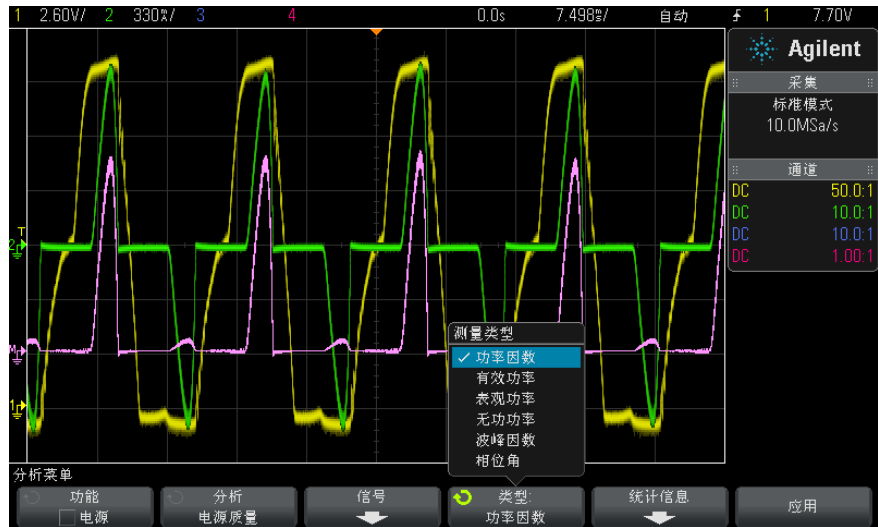 1 2.60V/ 2 330㎷/ 3 4 0.0s 7.498㎳/ 自动 1 7.70V
Agilent
采集
标准模式
10.0MSa/s
通道
DC 50.0:1
DC 10.0:1
DC 10.0:1
DC 1.00:1
T
2
M
1
测量类型
✓ 功率因数
有效功率
表观功率
无功功率
波峰因数
相位角
分析菜单
功能
电源
分析
电源质量
信号
类型:
功率因数
统计信息
应用